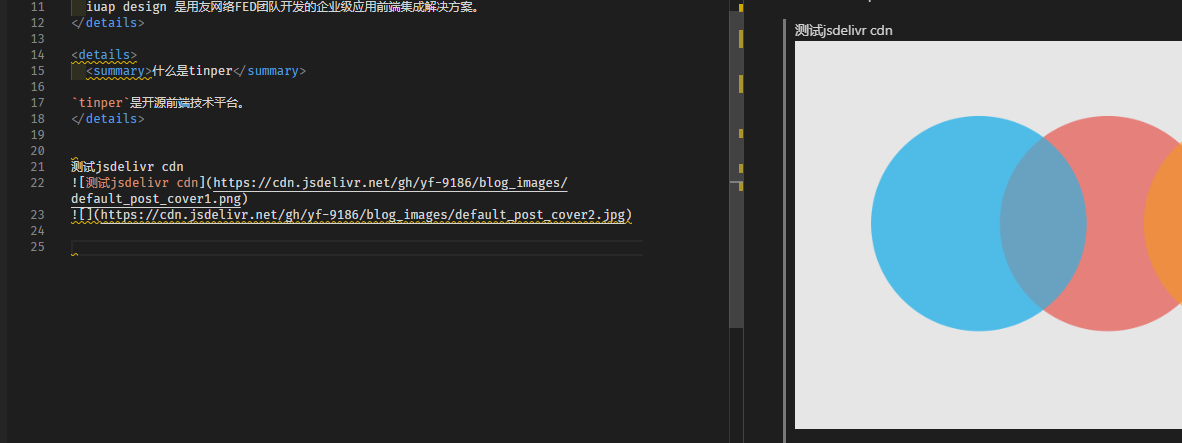 11 iuap design 是用友网络FED团队开发的企业级应用前端集成解决方案。
12 </details>
13
14 <details>
15 <summary>什么是tinper</summary>
16
17 `tinper`是开源前端技术平台。
18 </details>
19
20
21 测试jsdelivr cdn
22 ![测试jsdelivr cdn](https://cdn.jsdelivr.net/gh/yf-9186/blog_images/
default_post_cover1.png)
23 ![](https://cdn.jsdelivr.net/gh/yf-9186/blog_images/default_post_cover2.jpg)
24
25
测试jsdelivr cdn